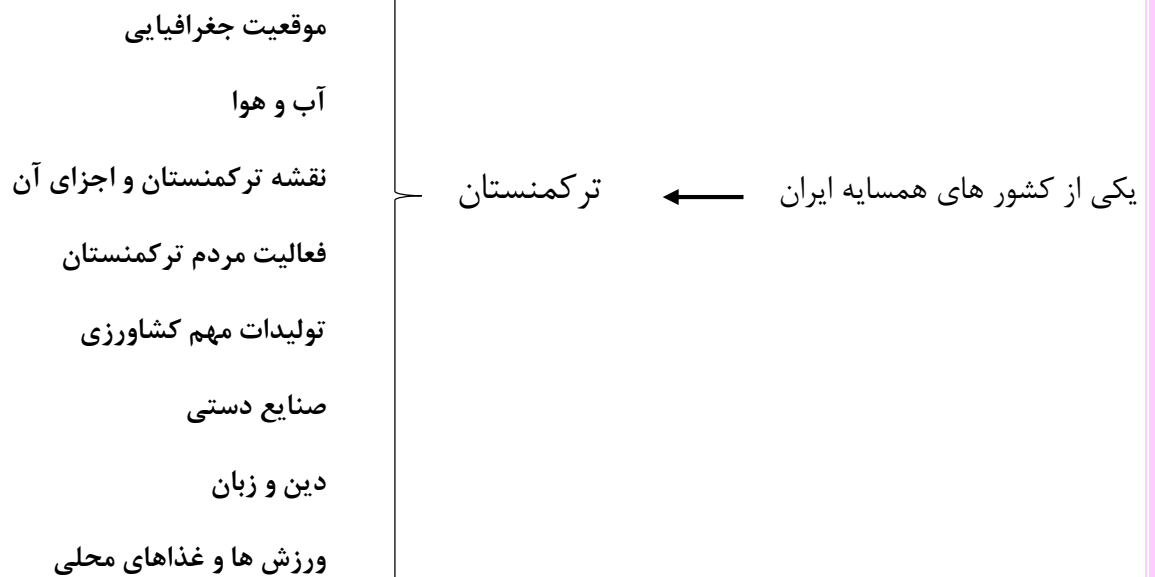 یکی از کشور های همسایه ایران
ترکمنستان
موقعیت جغرافیایی
آب و هوا
نقشه ترکمنستان و اجزای آن
فعالیت مردم ترکمنستان
تولیدات مهم کشاورزی
صنایع دستی
دین و زبان
ورزش ها و غذاهای محلی